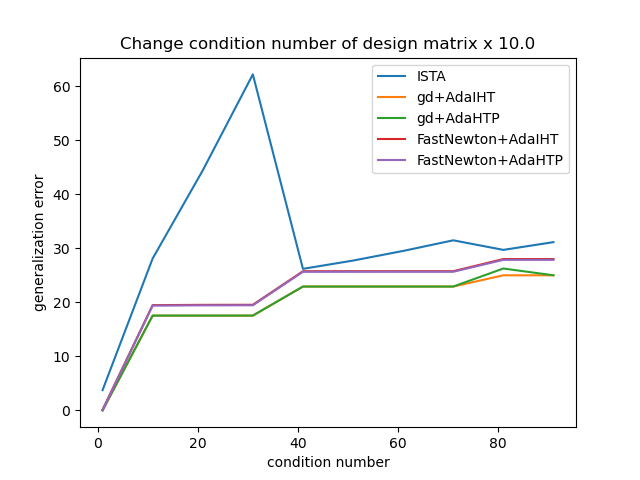 Change condition number of design matrix x 10.0
ISTA
gd+AdaIHT
gd+AdaHTP
FastNewton+AdaIHT
FastNewton+AdaHTP
generalization error
60
50
40
30
20
10
0
0 20 40 60 80
condition number